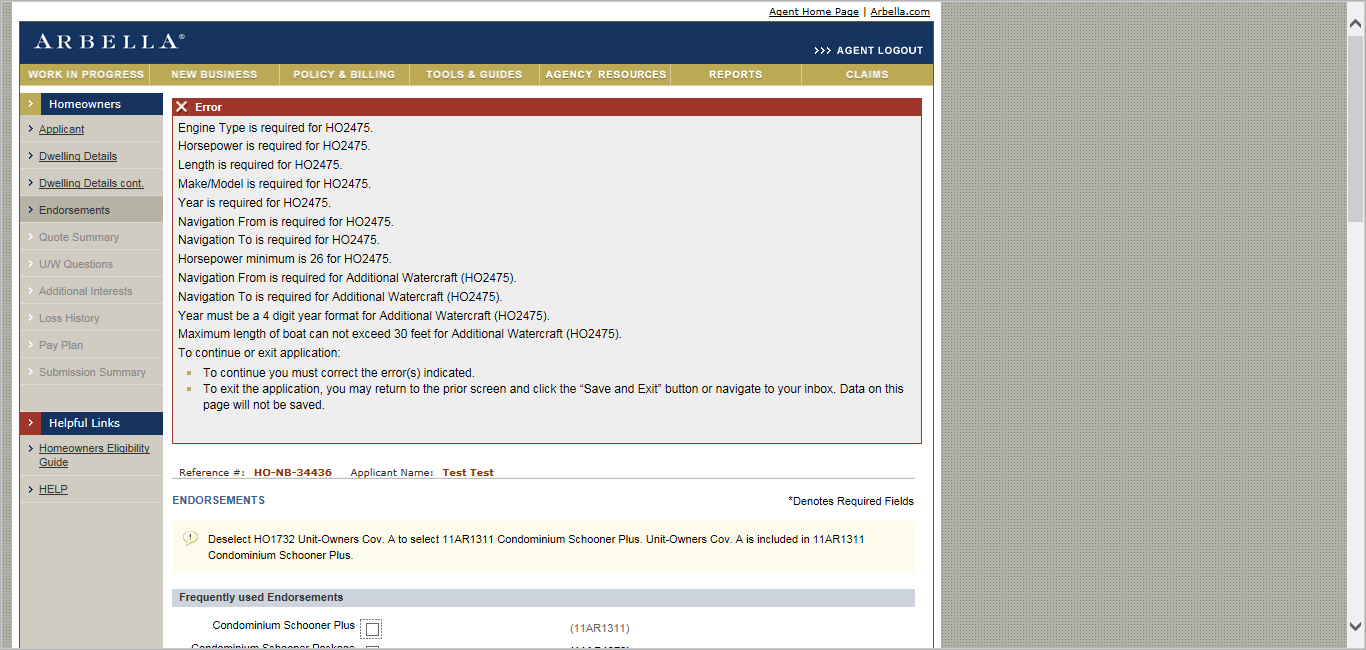 Agent Home Page | Arbella.com
ARBELLA®
>>> AGENT LOGOUT
WORK IN PROGRESS NEW BUSINESS POLICY & BILLING TOOLS & GUIDES AGENCY RESOURCES REPORTS CLAIMS
Homeowners
Applicant
Dwelling Details
Dwelling Details cont.
Endorsements
Quote Summary
U/W Questions
Additional Interests
Loss History
Pay Plan
Submission Summary
Helpful Links
Homeowners Eligibility
Guide
HELP
Error
Engine Type is required for HO2475.
Horsepower is required for HO2475.
Length is required for HO2475.
Make/Model is required for HO2475.
Year is required for HO2475.
Navigation From is required for HO2475.
Navigation To is required for HO2475.
Horsepower minimum is 26 for HO2475.
Navigation From is required for Additional Watercraft (HO2475).
Navigation To is required for Additional Watercraft (HO2475).
Year must be a 4 digit year format for Additional Watercraft (HO2475).
Maximum length of boat can not exceed 30 feet for Additional Watercraft (HO2475).
To continue or exit application:
To continue you must correct the error(s) indicated.
To exit the application, you may return to the prior screen and click the “Save and Exit” button or navigate to your inbox. Data on this
page will not be saved.
Reference #: HO-NB-34436 Applicant Name: Test Test
ENDORSEMENTS
*Denotes Required Fields
Deselect HO1732 Unit-Owners Cov. A to select 11AR1311 Condominium Schooner Plus. Unit-Owners Cov. A is included in 11AR1311
Condominium Schooner Plus.
Frequently used Endorsements
Condominium Schooner Plus (11AR1311)
Condominium Schooner Package